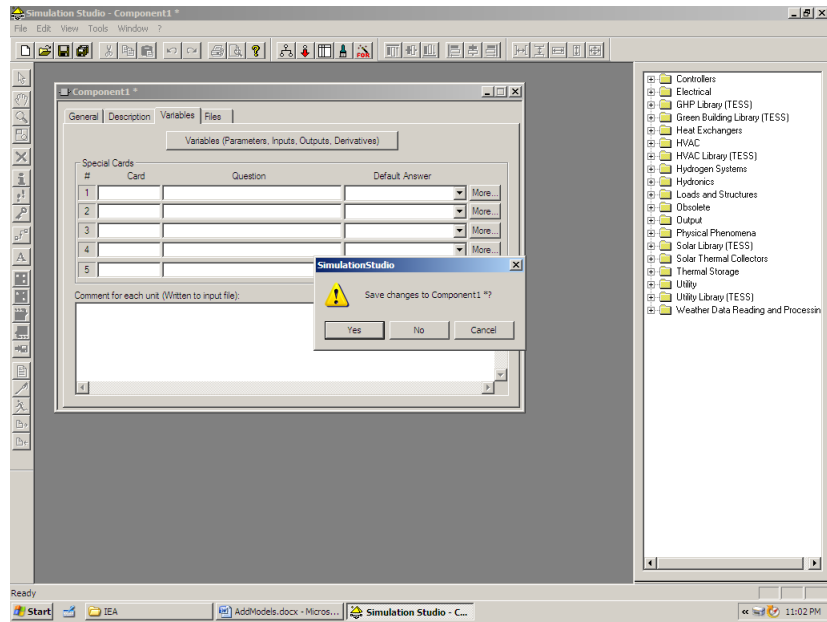 Simulation Studio - Component1 *
File Edit View Tools Window ?
FOR
Component1 *
General Description Variables Files
Variables (Parameters, Inputs, Outputs, Derivatives)
Special Cards
# Card Question Default Answer
1 More...
2 More...
3 More...
4 More...
5
Comment for each unit (Written to input file):
SimulationStudio
Save changes to Component1 *?
Yes No Cancel
Controllers
Electrical
GHP Library (TESS)
Green Building Library (TESS)
Heat Exchangers
HVAC
HVAC Library (TESS)
Hydrogen Systems
Hydronics
Loads and Structures
Obsolete
Output
Physical Phenomena
Solar Library (TESS)
Solar Thermal Collectors
Thermal Storage
Utility
Utility Library (TESS)
Weather Data Reading and Processin
Ready
Start IEA AddModels.docx - Micros... Simulation Studio - C... 11:02 PM